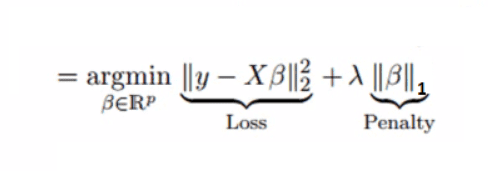 = argmin ‖y − Xβ‖₂² + λ ‖β‖₁
β∈ℝᵖ
Loss Penalty